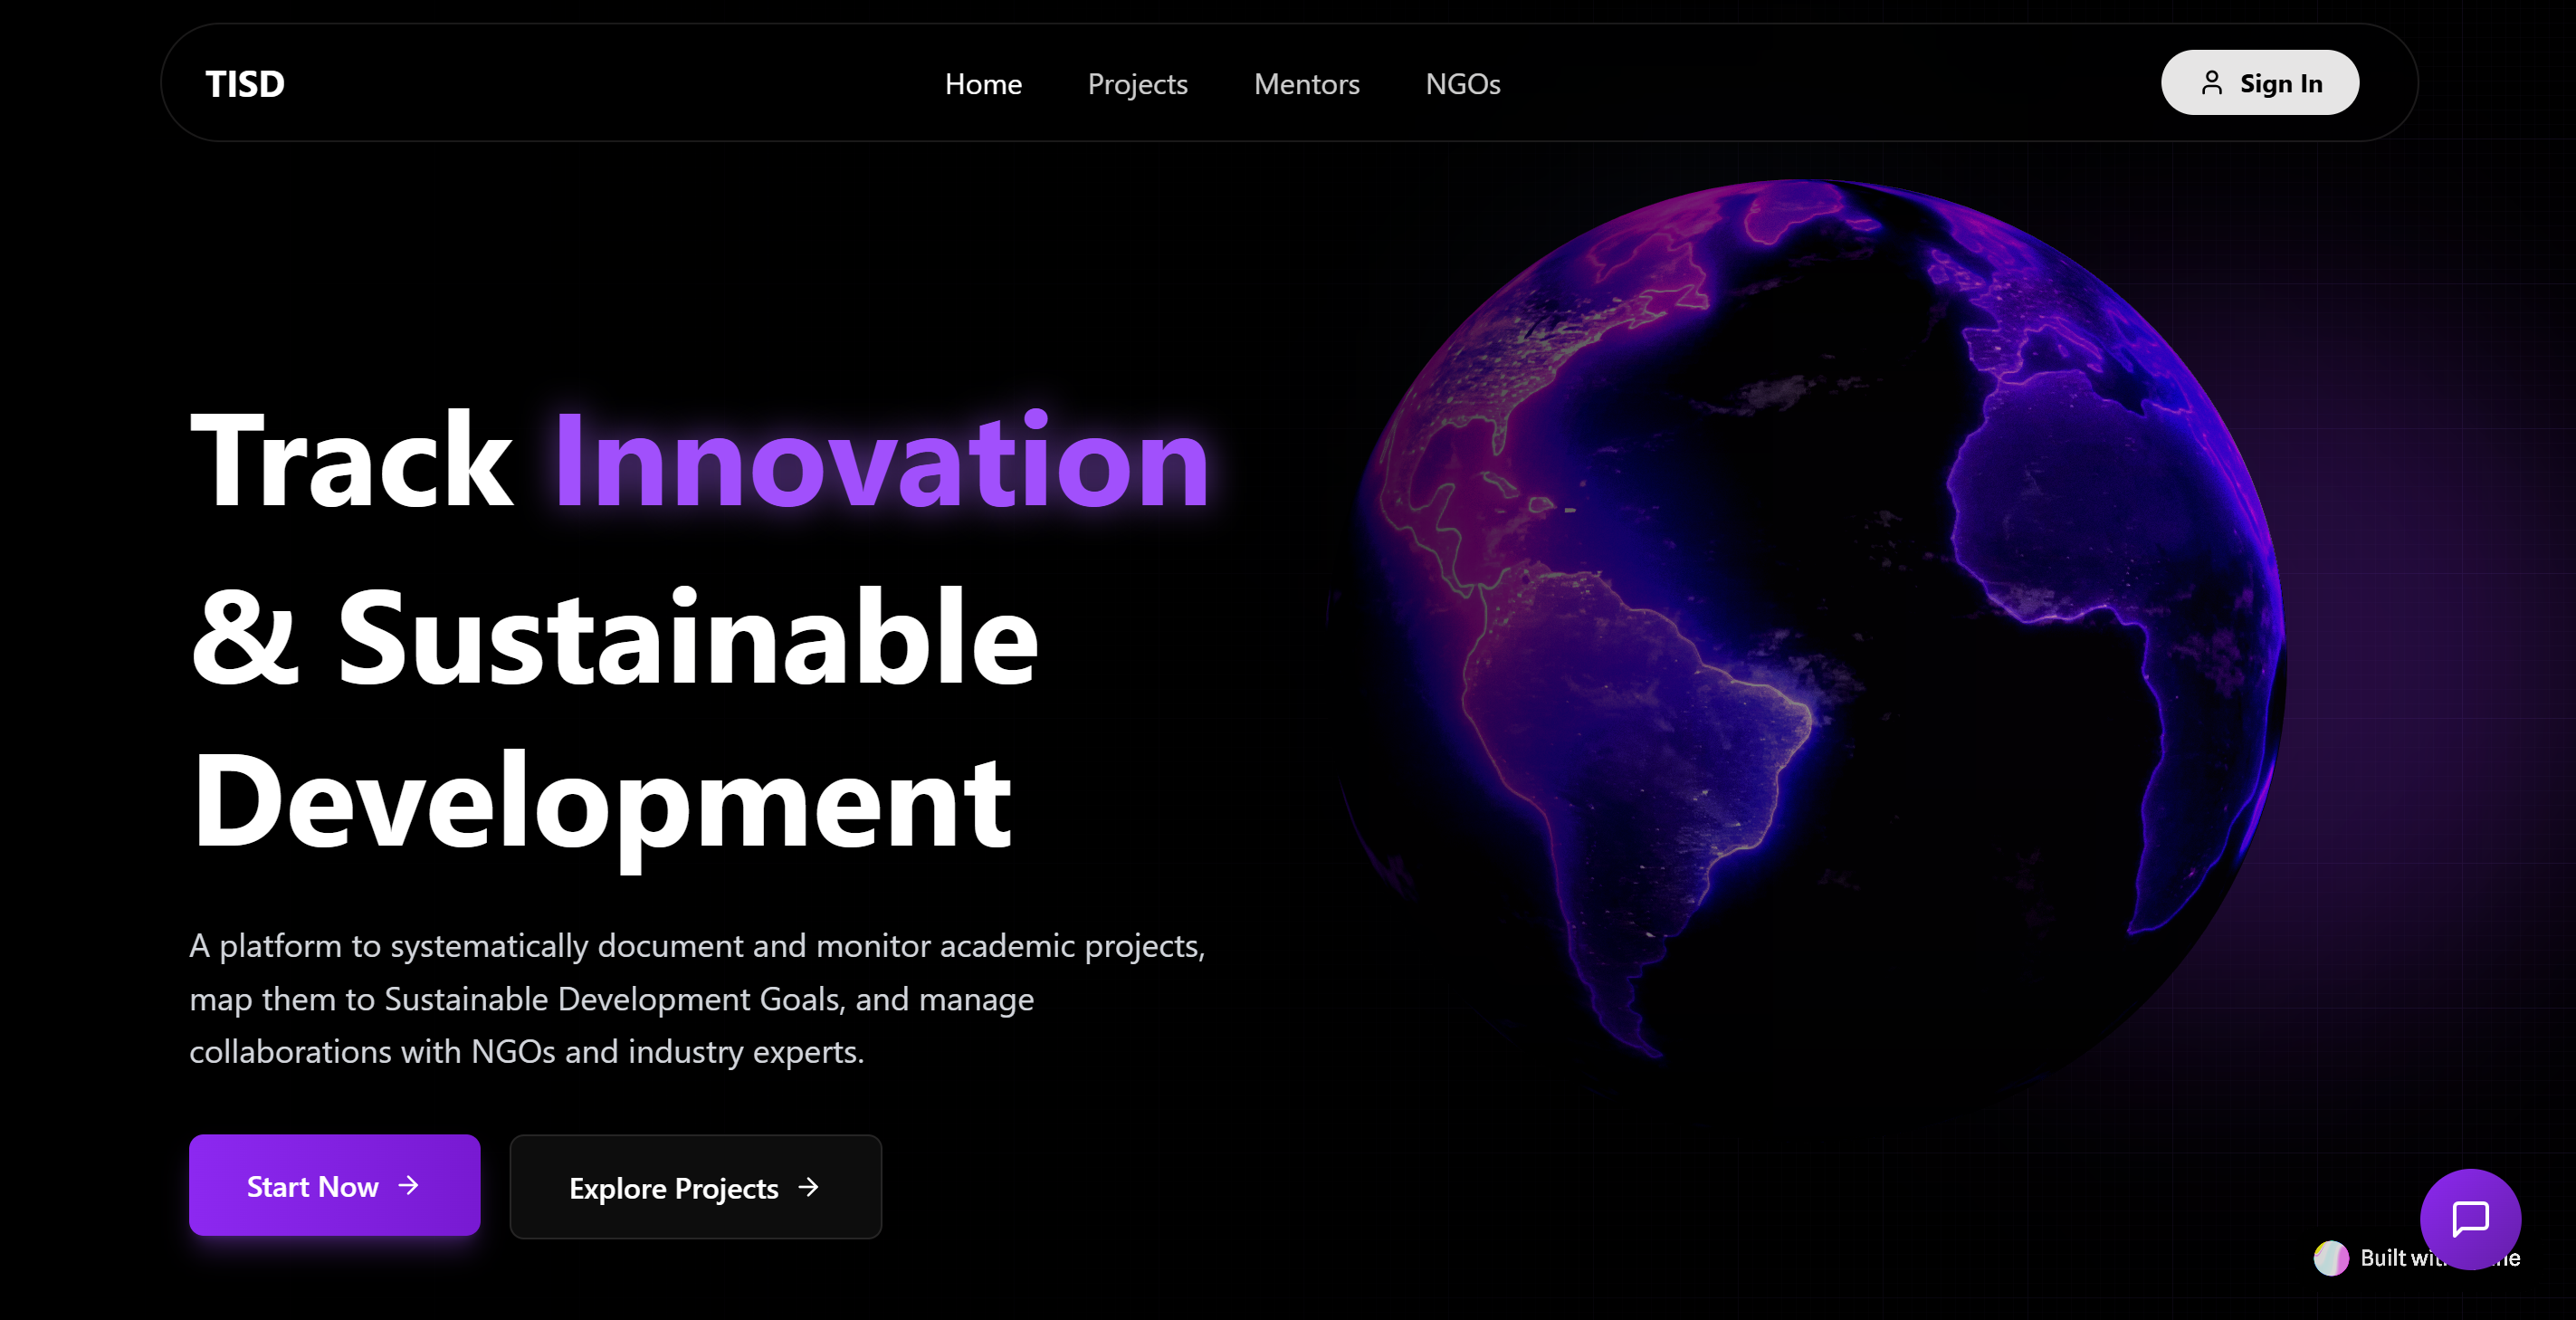 TISD
Home
Projects
Mentors
NGOs
Sign In
Track Innovation
& Sustainable
Development
A platform to systematically document and monitor academic projects,
map them to Sustainable Development Goals, and manage
collaborations with NGOs and industry experts.
Start Now
Explore Projects
Built